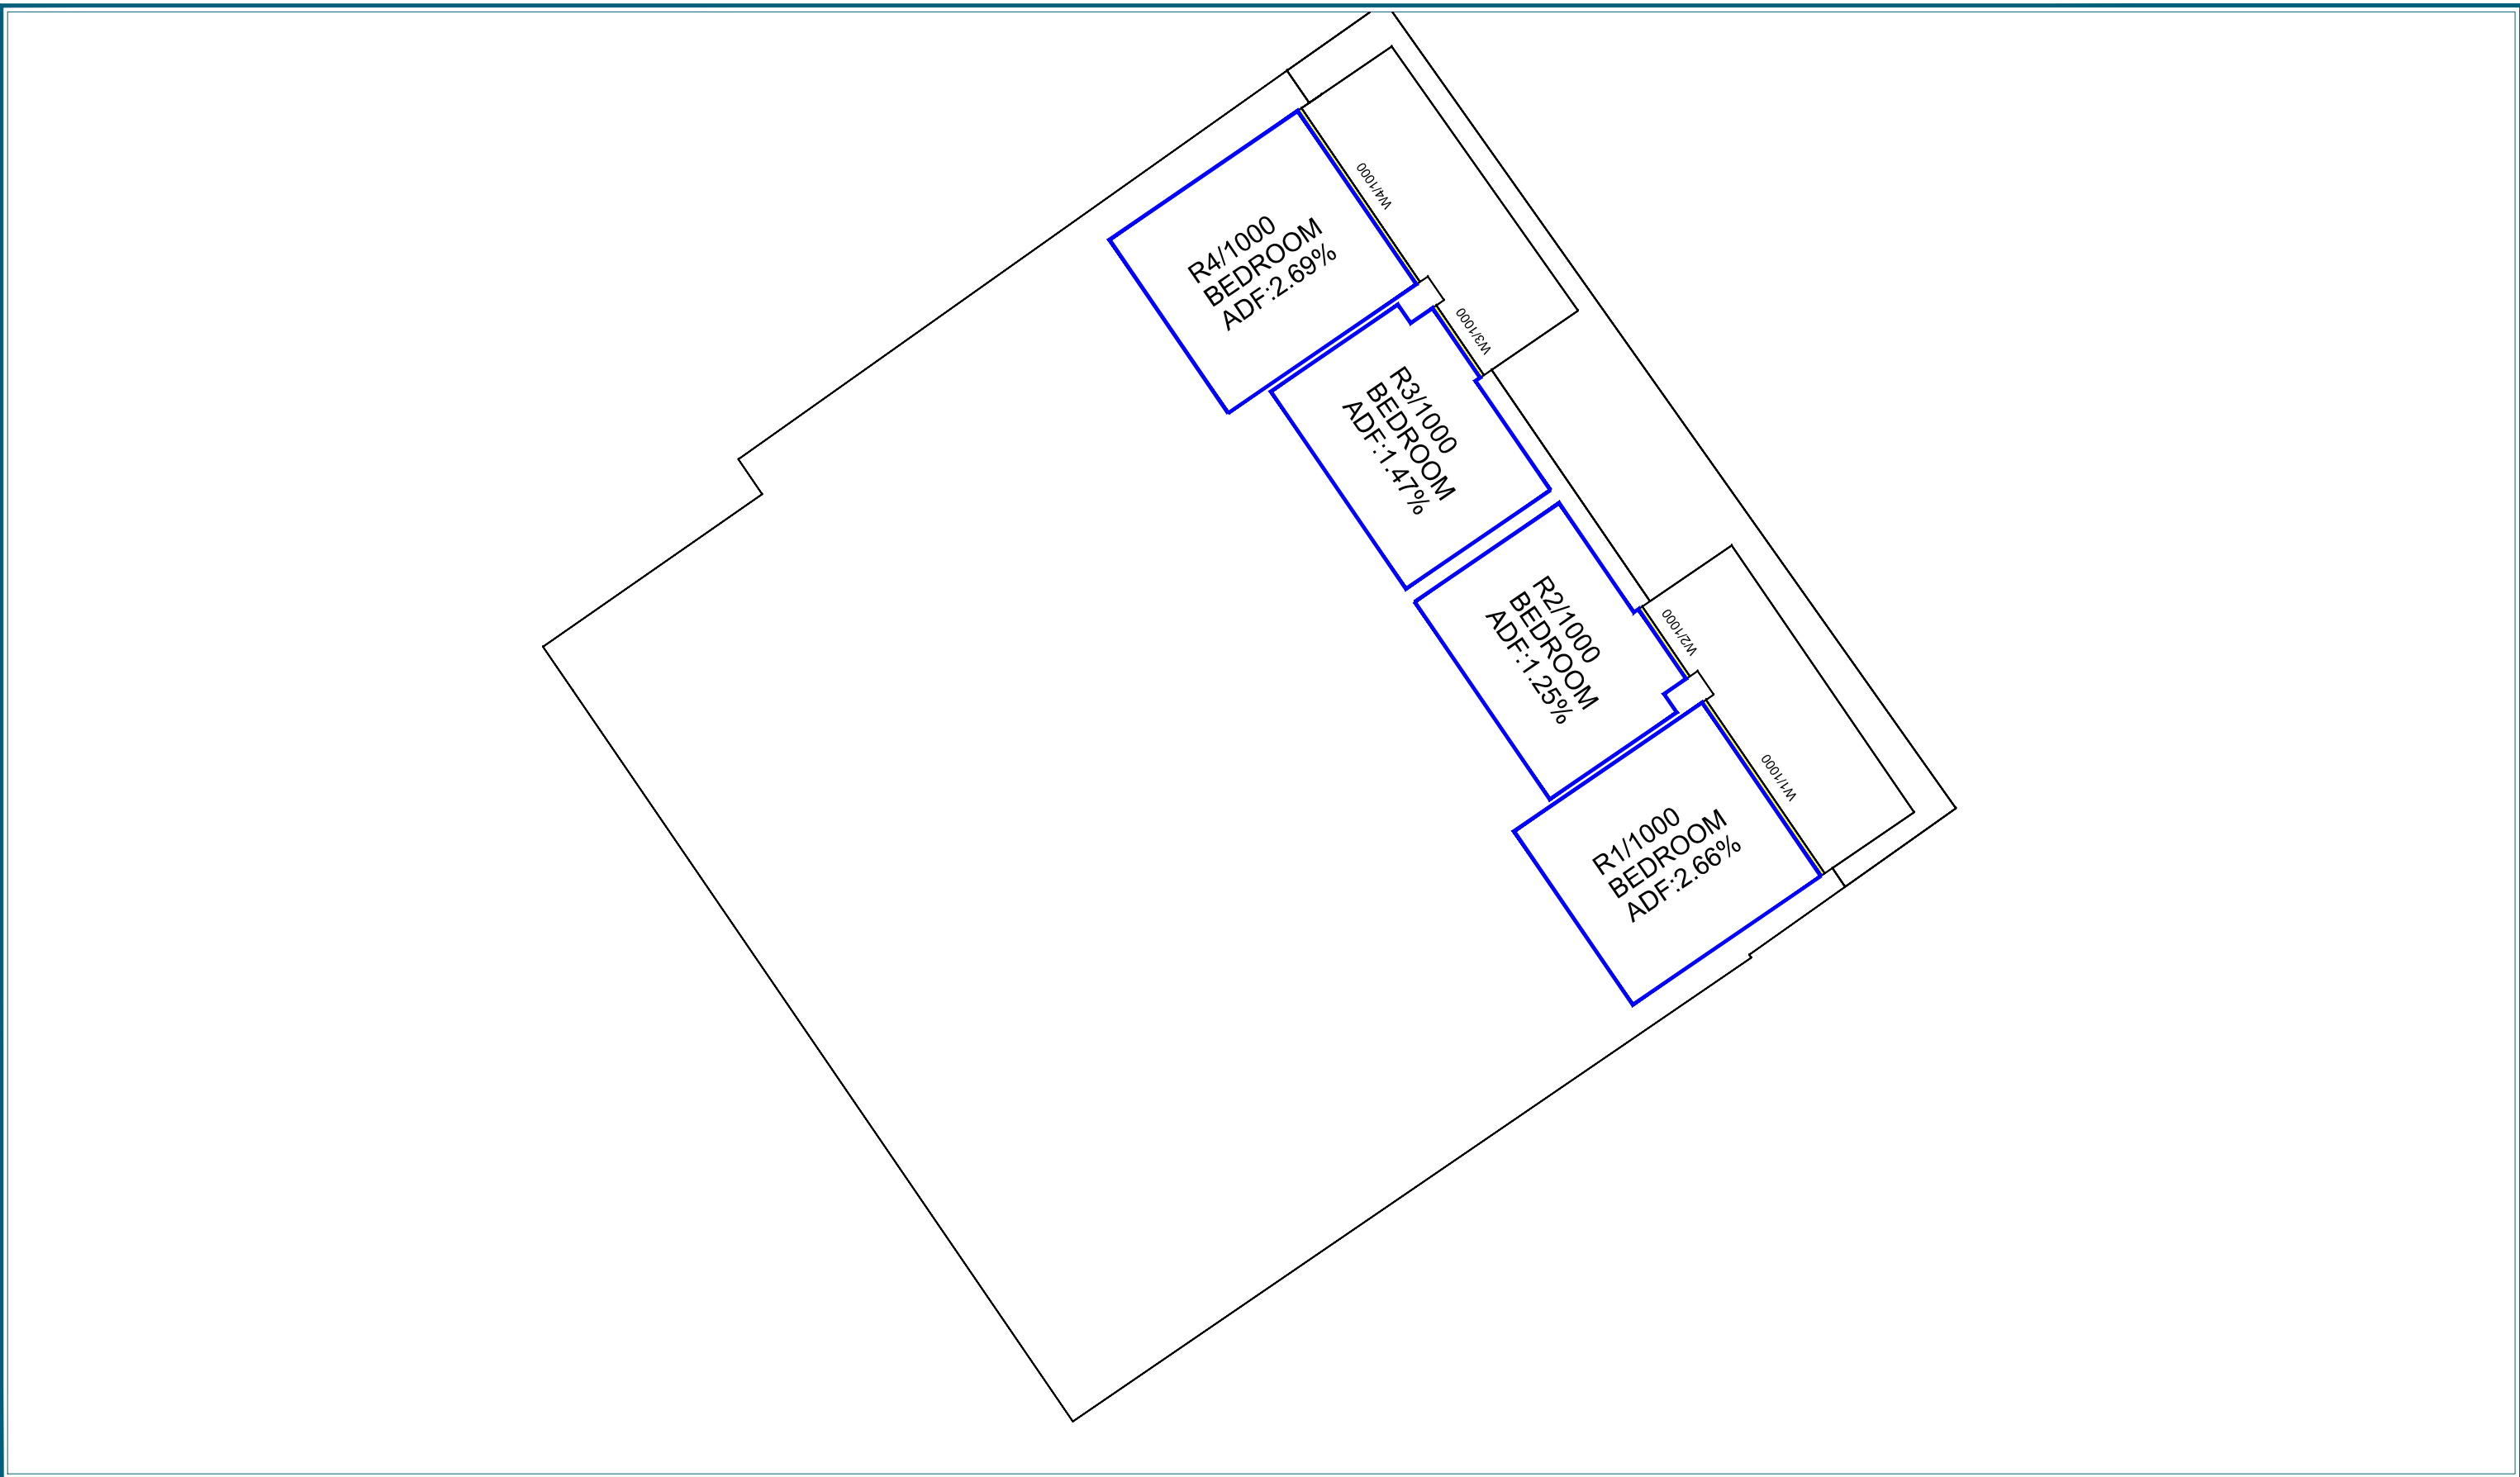 W4/1000
R4/1000
BEDROOM
ADF:2.69%
W3/1000
R3/1000
BEDROOM
ADF:1.47%
W2/1000
R2/1000
BEDROOM
ADF:1.25%
W1/1000
R1/1000
BEDROOM
ADF:2.66%